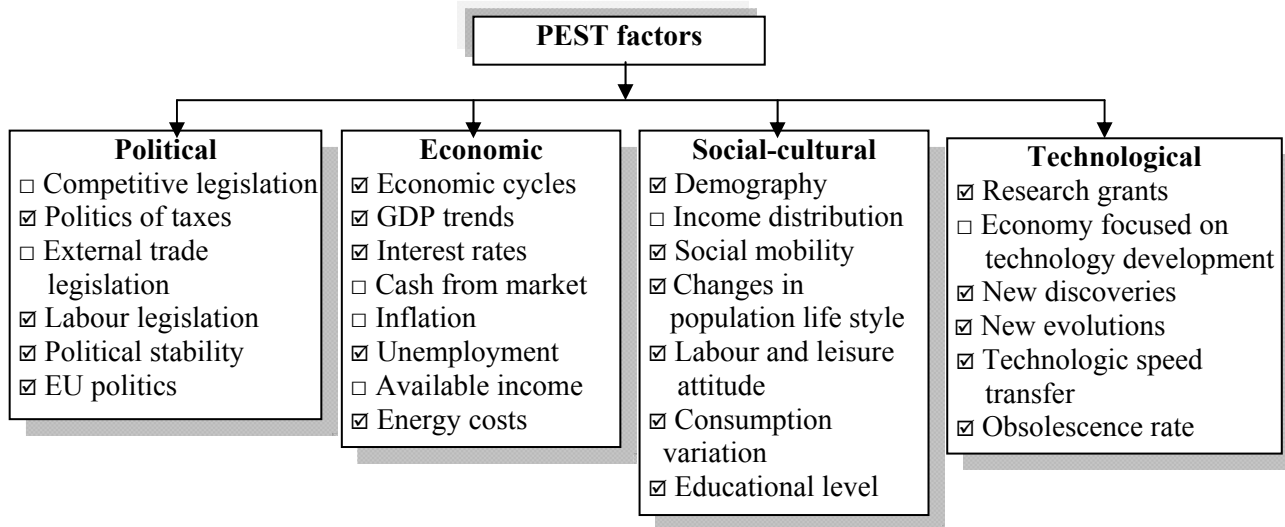 PEST factors
Political
□ Competitive legislation
☑ Politics of taxes
□ External trade
legislation
☑ Labour legislation
☑ Political stability
☑ EU politics
Economic
☑ Economic cycles
☑ GDP trends
☑ Interest rates
□ Cash from market
□ Inflation
☑ Unemployment
□ Available income
☑ Energy costs
Social-cultural
☑ Demography
□ Income distribution
☑ Social mobility
☑ Changes in
population life style
☑ Labour and leisure
attitude
☑ Consumption
variation
☑ Educational level
Technological
☑ Research grants
□ Economy focused on
technology development
☑ New discoveries
☑ New evolutions
☑ Technologic speed
transfer
☑ Obsolescence rate